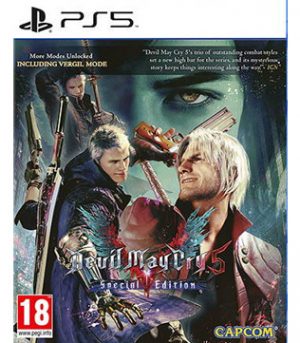 PS5
More Modes Unlocked
INCLUDING VERGIL MODE
"Devil May Cry 5's trio of outstanding combat styles
set a new high bar for the series, and its mysterious
story keeps things interesting along the way" - IGN
Devil May Cry 5
Special Edition
18
www.pegi.info
CAPCOM